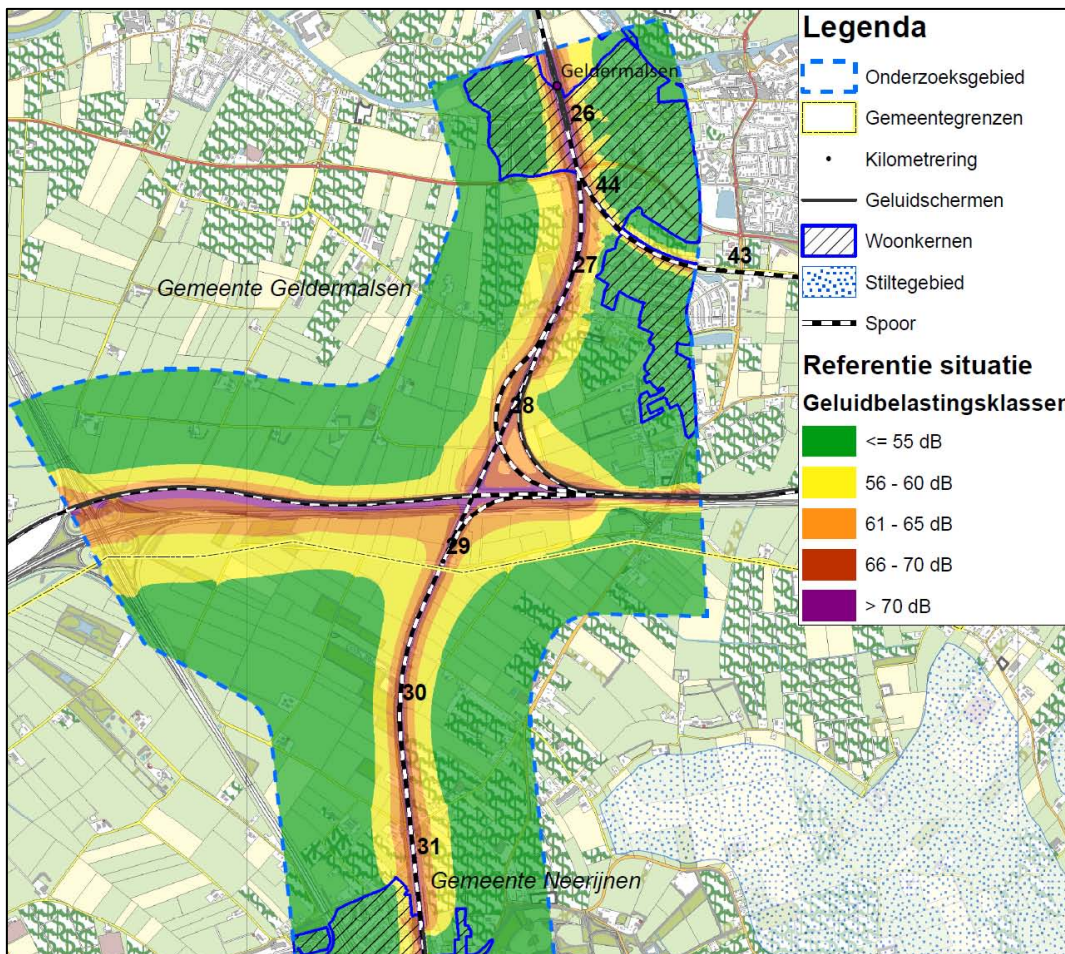 Legenda
Onderzoeksgebied
Gemeentegrenzen
Kilometrering
Geluidschermen
Woonkernen
Stiltegebied
Spoor
Referentie situatie
Geluidbelastingsklassen
<= 55 dB
56 - 60 dB
61 - 65 dB
66 - 70 dB
> 70 dB
Geldermalsen
26
44
43
27
Gemeente Geldermalsen
28
29
30
31
Gemeente Neerijnen